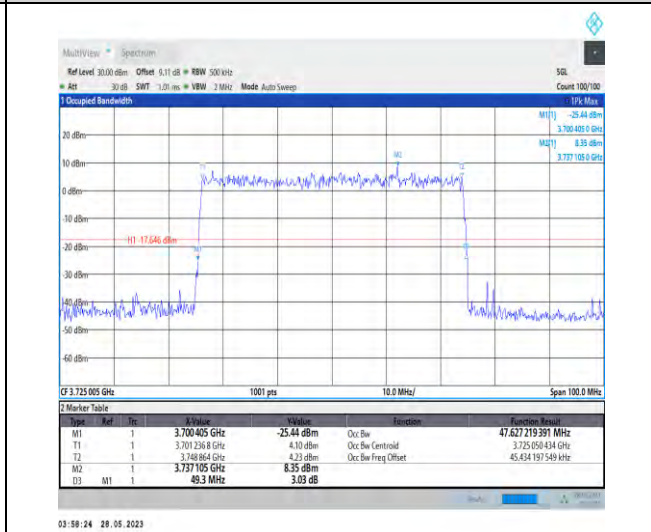 MultiView Spectrum
Ref Level 30.00 dBm Offset 9.11 dB RBW 500 kHz SGL
Att 30 dB SWT 1.01 ms VBW 2 MHz Mode Auto Sweep Count 100/100
1 Occupied Bandwidth 1Pk Max
M1[1] -25.44 dBm
3.700 405 0 GHz
M2[1] 8.35 dBm
3.737 105 0 GHz
20 dBm
10 dBm
M2
T1 T2
0 dBm
-10 dBm
H1 -17.646 dBm
-20 dBm
M1
-30 dBm
-40 dBm
-50 dBm
-60 dBm
CF 3.725 005 GHz 1001 pts 10.0 MHz/ Span 100.0 MHz
2 Marker Table
Type Ref Trc X-Value Y-Value Function Function Result
M1 1 3.700405 GHz -25.44 dBm Occ Bw 47.627219391 MHz
T1 1 3.701 236 8 GHz 4.10 dBm Occ Bw Centroid 3.725 050 434 GHz
T2 1 3.748 864 GHz 4.23 dBm Occ Bw Freq Offset 45.434 197 549 kHz
M2 1 3.737105 GHz 8.35 dBm
D3 M1 1 49.3 MHz 3.03 dB
03:58:24 28.05.2023